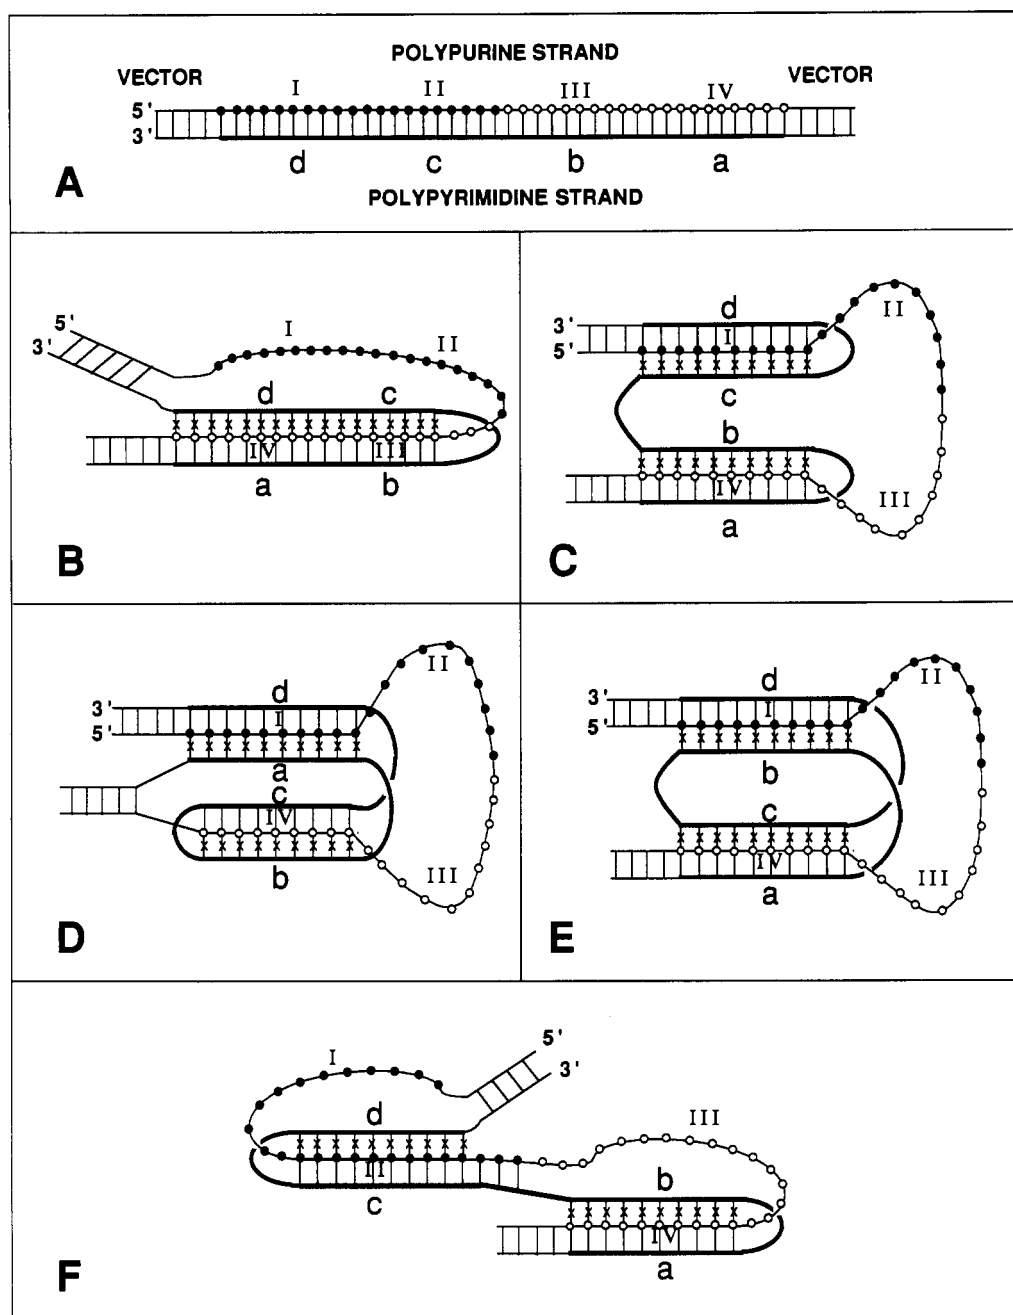 POLYPURINE STRAND
VECTOR I II III IV VECTOR
5'
3'
d c b a
A
POLYPYRIMIDINE STRAND
5'
3'
I
II
d c
IV III
a b
B
d
II
3'
I
5'
c
b
IV
III
a
C
II
d
3'
I
5'
a
c
IV
III
b
D
II
d
3'
I
5'
b
c
IV
III
a
E
5'
I
3'
d
III
II
b
c
IV
a
F